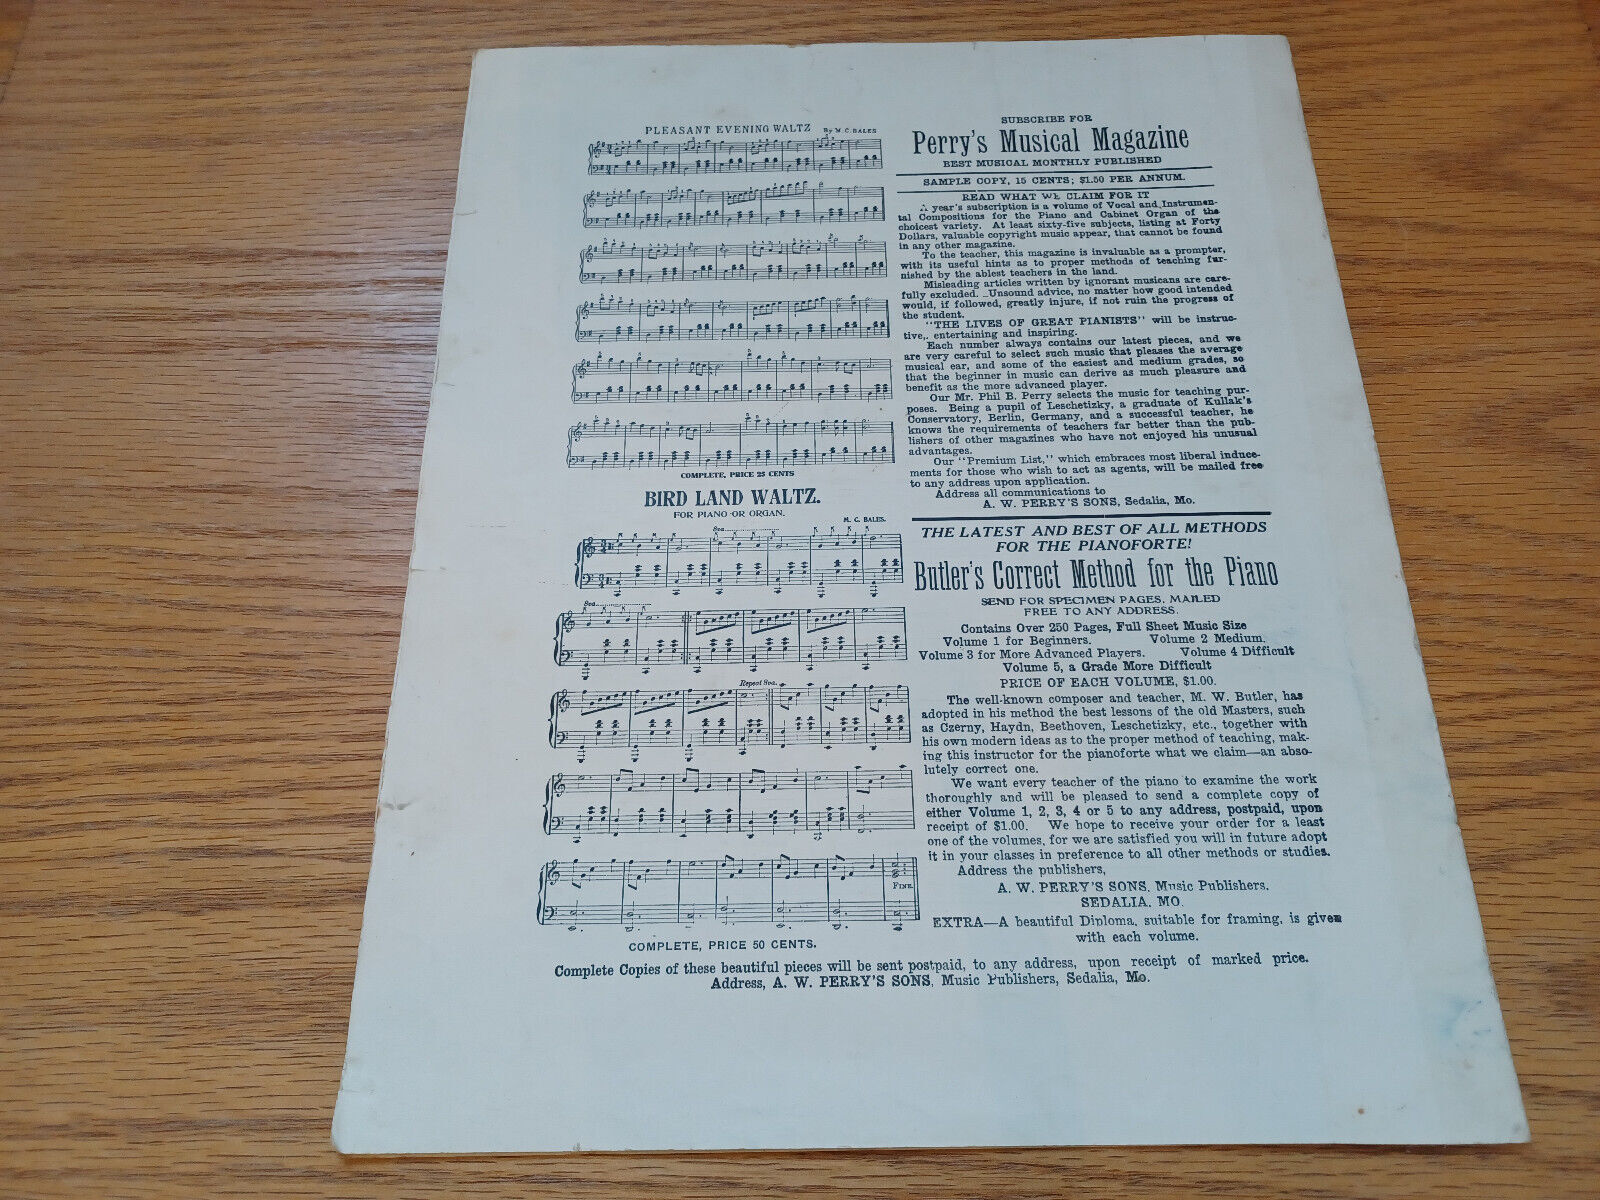 PLEASANT EVENING WALTZ By M. C. BALES
COMPLETE, PRICE 25 CENTS
BIRD LAND WALTZ.
FOR PIANO OR ORGAN.
M. C. BALES.
8va
8va
Repeat 8va.
FINE.
COMPLETE, PRICE 50 CENTS.
SUBSCRIBE FOR
Perry's Musical Magazine
BEST MUSICAL MONTHLY PUBLISHED
SAMPLE COPY, 15 CENTS; $1.50 PER ANNUM.
READ WHAT WE CLAIM FOR IT
A year's subscription is a volume of Vocal and Instrumen-
tal Compositions for the Piano and Cabinet Organ of the
choicest variety. At least sixty-five subjects, listing at Forty
Dollars, valuable copyright music appear, that cannot be found
in any other magazine.
To the teacher, this magazine is invaluable as a prompter,
with its useful hints as to proper methods of teaching fur-
nished by the ablest teachers in the land.
Misleading articles written by ignorant musicans are care-
fully excluded. Unsound advice, no matter how good intended
would, if followed, greatly injure, if not ruin the progress of
the student.
"THE LIVES OF GREAT PIANISTS" will be instruc-
tive, entertaining and inspiring.
Each number always contains our latest pieces, and we
are very careful to select such music that pleases the average
musical ear, and some of the easiest and medium grades, so
that the beginner in music can derive as much pleasure and
benefit as the more advanced player.
Our Mr. Phil B. Perry selects the music for teaching pur-
poses. Being a pupil of Leschetizky, a graduate of Kullak's
Conservatory, Berlin, Germany, and a successful teacher, he
knows the requirements of teachers far better than the pub-
lishers of other magazines who have not enjoyed his unusual
advantages.
Our "Premium List," which embraces most liberal induce-
ments for those who wish to act as agents, will be mailed free
to any address upon application.
Address all communications to
A. W. PERRY'S SONS, Sedalia, Mo.
THE LATEST AND BEST OF ALL METHODS
FOR THE PIANOFORTE!
Butler's Correct Method for the Piano
SEND FOR SPECIMEN PAGES. MAILED
FREE TO ANY ADDRESS.
Contains Over 250 Pages, Full Sheet Music Size
Volume 1 for Beginners. Volume 2 Medium.
Volume 3 for More Advanced Players. Volume 4 Difficult
Volume 5, a Grade More Difficult
PRICE OF EACH VOLUME, $1.00.
The well-known composer and teacher, M. W. Butler, has
adopted in his method the best lessons of the old Masters, such
as Czerny, Haydn, Beethoven, Leschetizky, etc., together with
his own modern ideas as to the proper method of teaching, mak-
ing this instructor for the pianoforte what we claim—an abso-
lutely correct one.
We want every teacher of the piano to examine the work
thoroughly and will be pleased to send a complete copy of
either Volume 1, 2, 3, 4 or 5 to any address, postpaid, upon
receipt of $1.00. We hope to receive your order for a least
one of the volumes, for we are satisfied you will in future adopt
it in your classes in preference to all other methods or studies.
Address the publishers,
A. W. PERRY'S SONS, Music Publishers.
SEDALIA, MO.
EXTRA—A beautiful Diploma, suitable for framing, is given
with each volume.
Complete Copies of these beautiful pieces will be sent postpaid, to any address, upon receipt of marked price.
Address, A. W. PERRY'S SONS, Music Publishers, Sedalia, Mo.